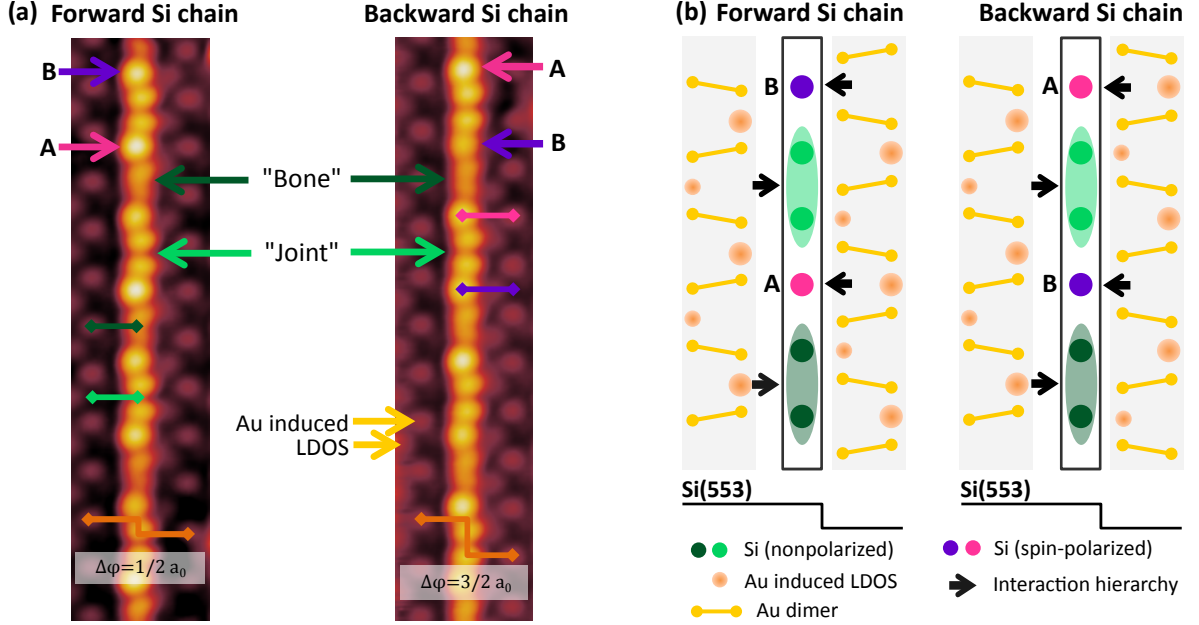 (a) Forward Si chain
Backward Si chain
B
A
A
B
"Bone"
"Joint"
Au induced
LDOS
Δφ=1/2 a₀
Δφ=3/2 a₀
(b) Forward Si chain
Backward Si chain
B
A
A
B
Si(553)
Si(553)
Si (nonpolarized)
Si (spin-polarized)
Au induced LDOS
Interaction hierarchy
Au dimer